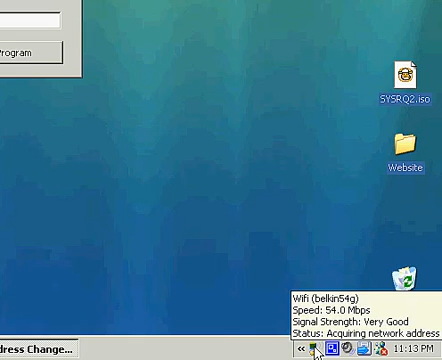 Program
SYSRQ2.iso
Website
Wifi (belkin54g)
Speed: 54.0 Mbps
Signal Strength: Very Good
Status: Acquiring network address
dress Change...
«
11:13 PM